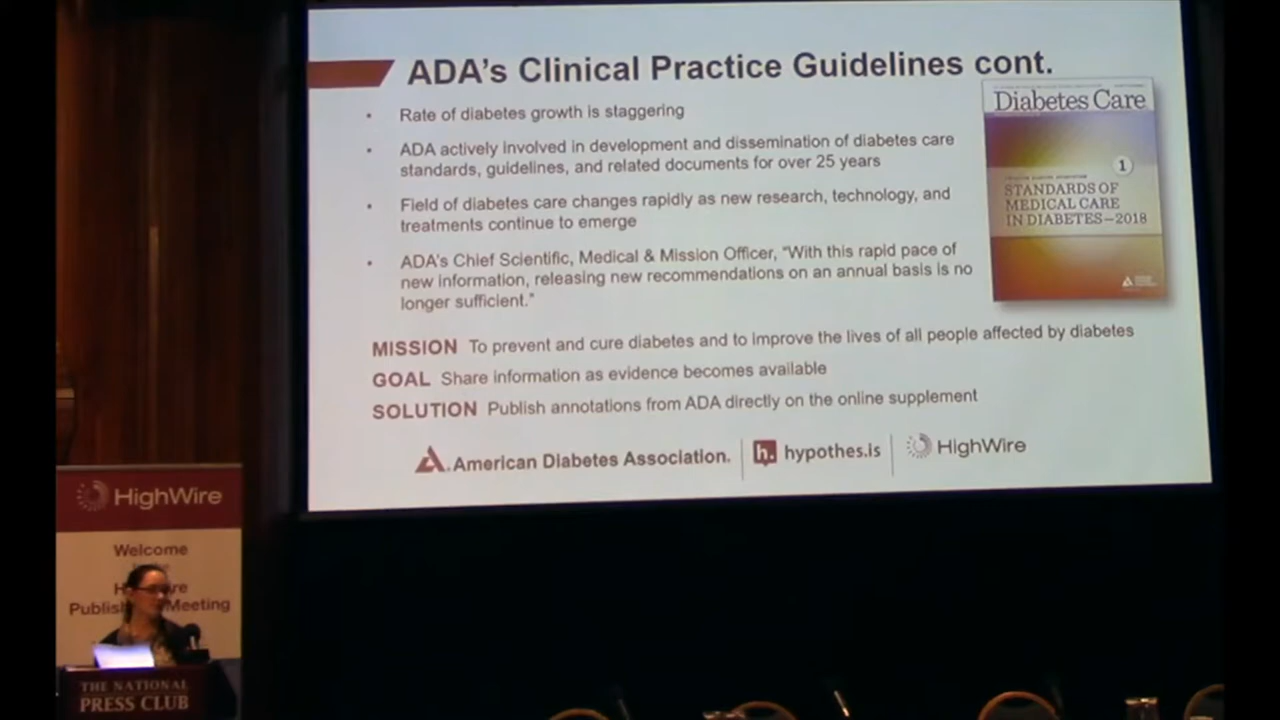 ADA's Clinical Practice Guidelines cont.
• Rate of diabetes growth is staggering
• ADA actively involved in development and dissemination of diabetes care
standards, guidelines, and related documents for over 25 years
• Field of diabetes care changes rapidly as new research, technology, and
treatments continue to emerge
• ADA's Chief Scientific, Medical & Mission Officer, "With this rapid pace of
new information, releasing new recommendations on an annual basis is no
longer sufficient."
Diabetes Care
1
STANDARDS OF
MEDICAL CARE
IN DIABETES—2018
MISSION To prevent and cure diabetes and to improve the lives of all people affected by diabetes
GOAL Share information as evidence becomes available
SOLUTION Publish annotations from ADA directly on the online supplement
American Diabetes Association.
h. hypothes.is
HighWire
HighWire
Welcome
Meeting
THE NATIONAL
PRESS CLUB